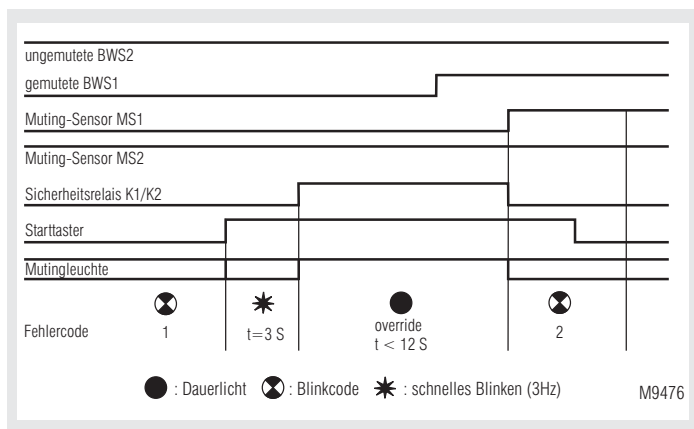 ungemutete BWS2
gemutete BWS1
Muting-Sensor MS1
Muting-Sensor MS2
Sicherheitsrelais K1/K2
Starttaster
Mutingleuchte
Fehlercode 1 t=3 S override t < 12 S 2
: Dauerlicht : Blinkcode : schnelles Blinken (3Hz) M9476